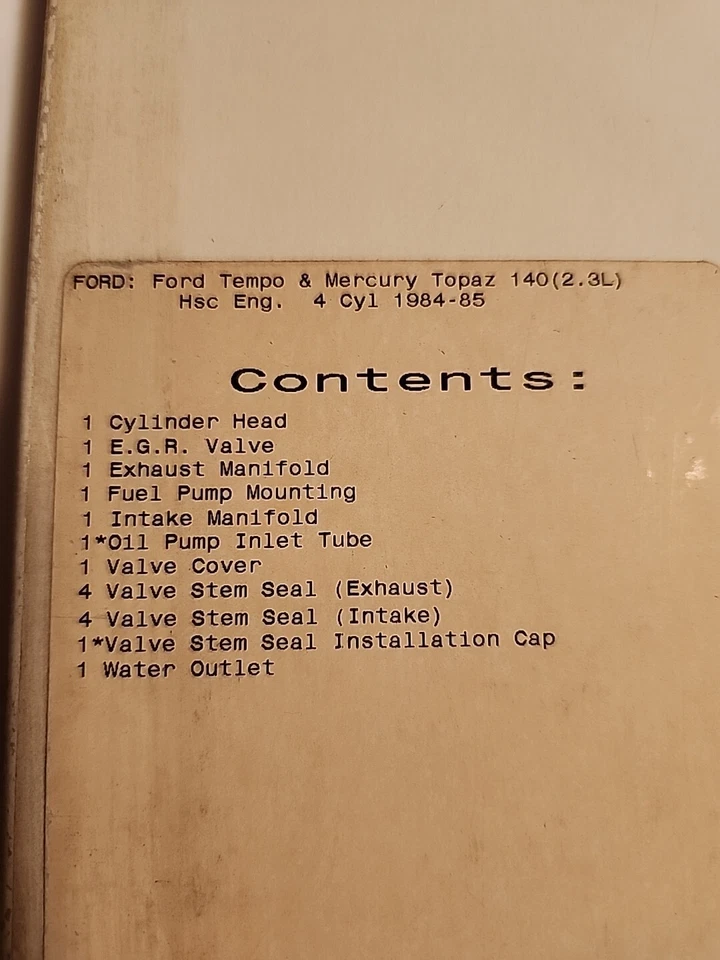 FORD: Ford Tempo & Mercury Topaz 140(2.3L)
Hsc Eng. 4 Cyl 1984-85
Contents:
1 Cylinder Head
1 E.G.R. Valve
1 Exhaust Manifold
1 Fuel Pump Mounting
1 Intake Manifold
1*Oil Pump Inlet Tube
1 Valve Cover
4 Valve Stem Seal (Exhaust)
4 Valve Stem Seal (Intake)
1*Valve Stem Seal Installation Cap
1 Water Outlet